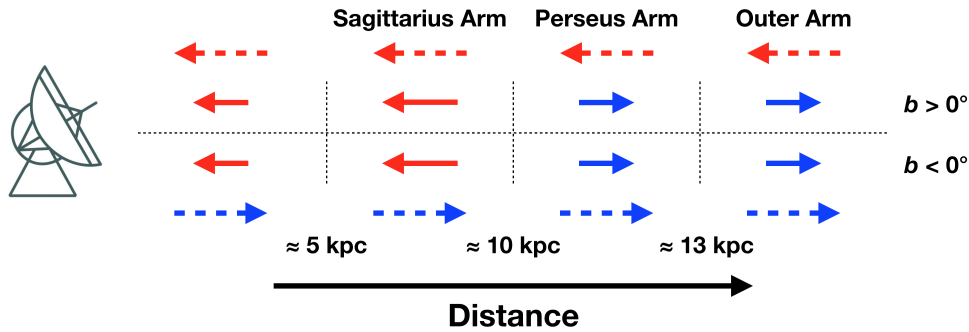 Sagittarius Arm Perseus Arm Outer Arm
b > 0°
b < 0°
≈ 5 kpc ≈ 10 kpc ≈ 13 kpc
Distance